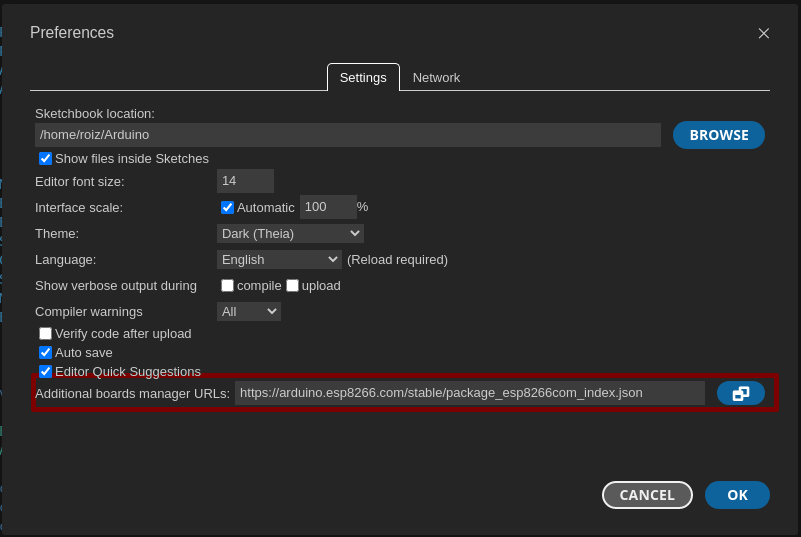 Preferences
Settings Network
Sketchbook location:
/home/roiz/Arduino BROWSE
Show files inside Sketches
Editor font size: 14
Interface scale: Automatic 100 %
Theme: Dark (Theia)
Language: English (Reload required)
Show verbose output during compile upload
Compiler warnings All
Verify code after upload
Auto save
Editor Quick Suggestions
Additional boards manager URLs: https://arduino.esp8266.com/stable/package_esp8266com_index.json
CANCEL OK